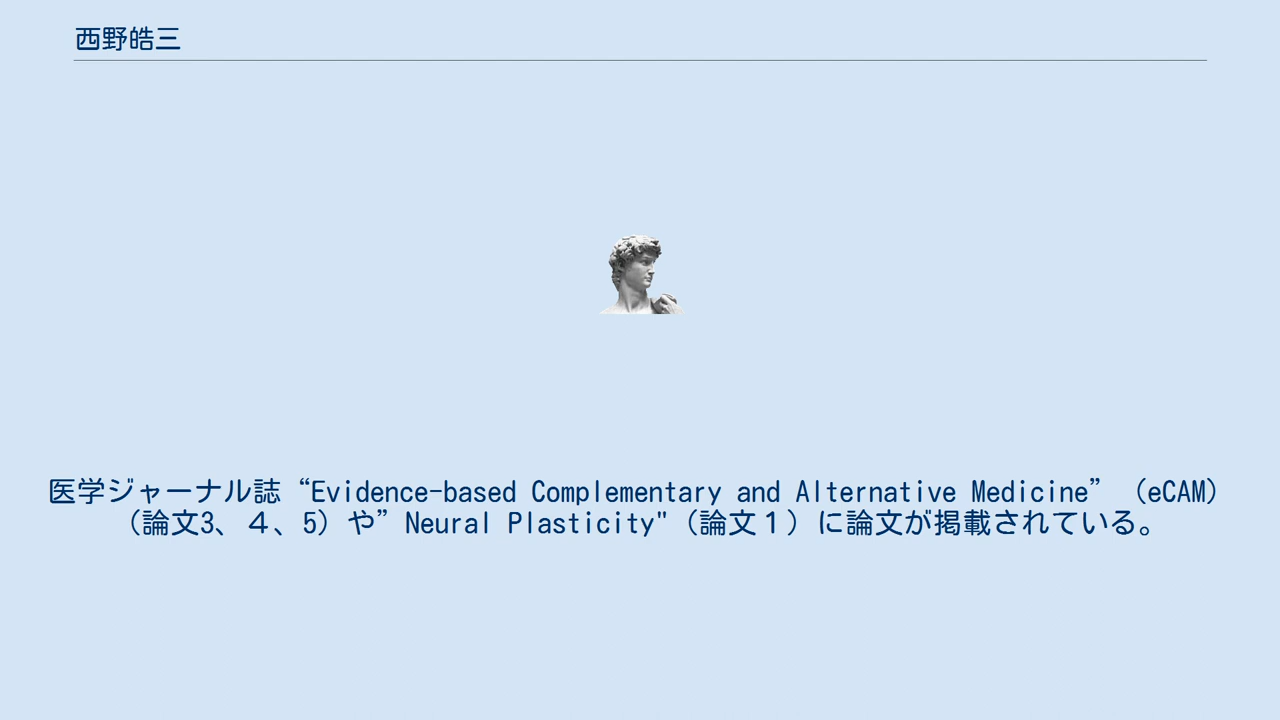 西野皓三
医学ジャーナル誌“Evidence-based Complementary and Alternative Medicine”（eCAM）
（論文3、４、5）や”Neural Plasticity"（論文１）に論文が掲載されている。